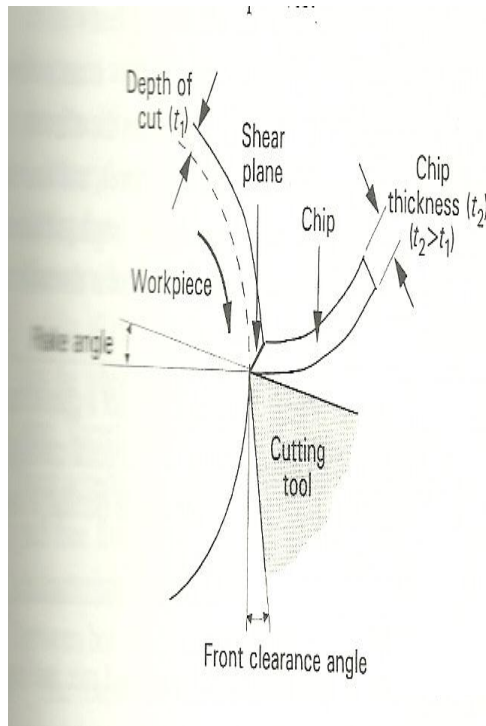 Depth of
cut (t₁)
Shear
plane
Chip
thickness (t₂)
(t₂>t₁)
Chip
Workpiece
Rake angle
Cutting
tool
Front clearance angle